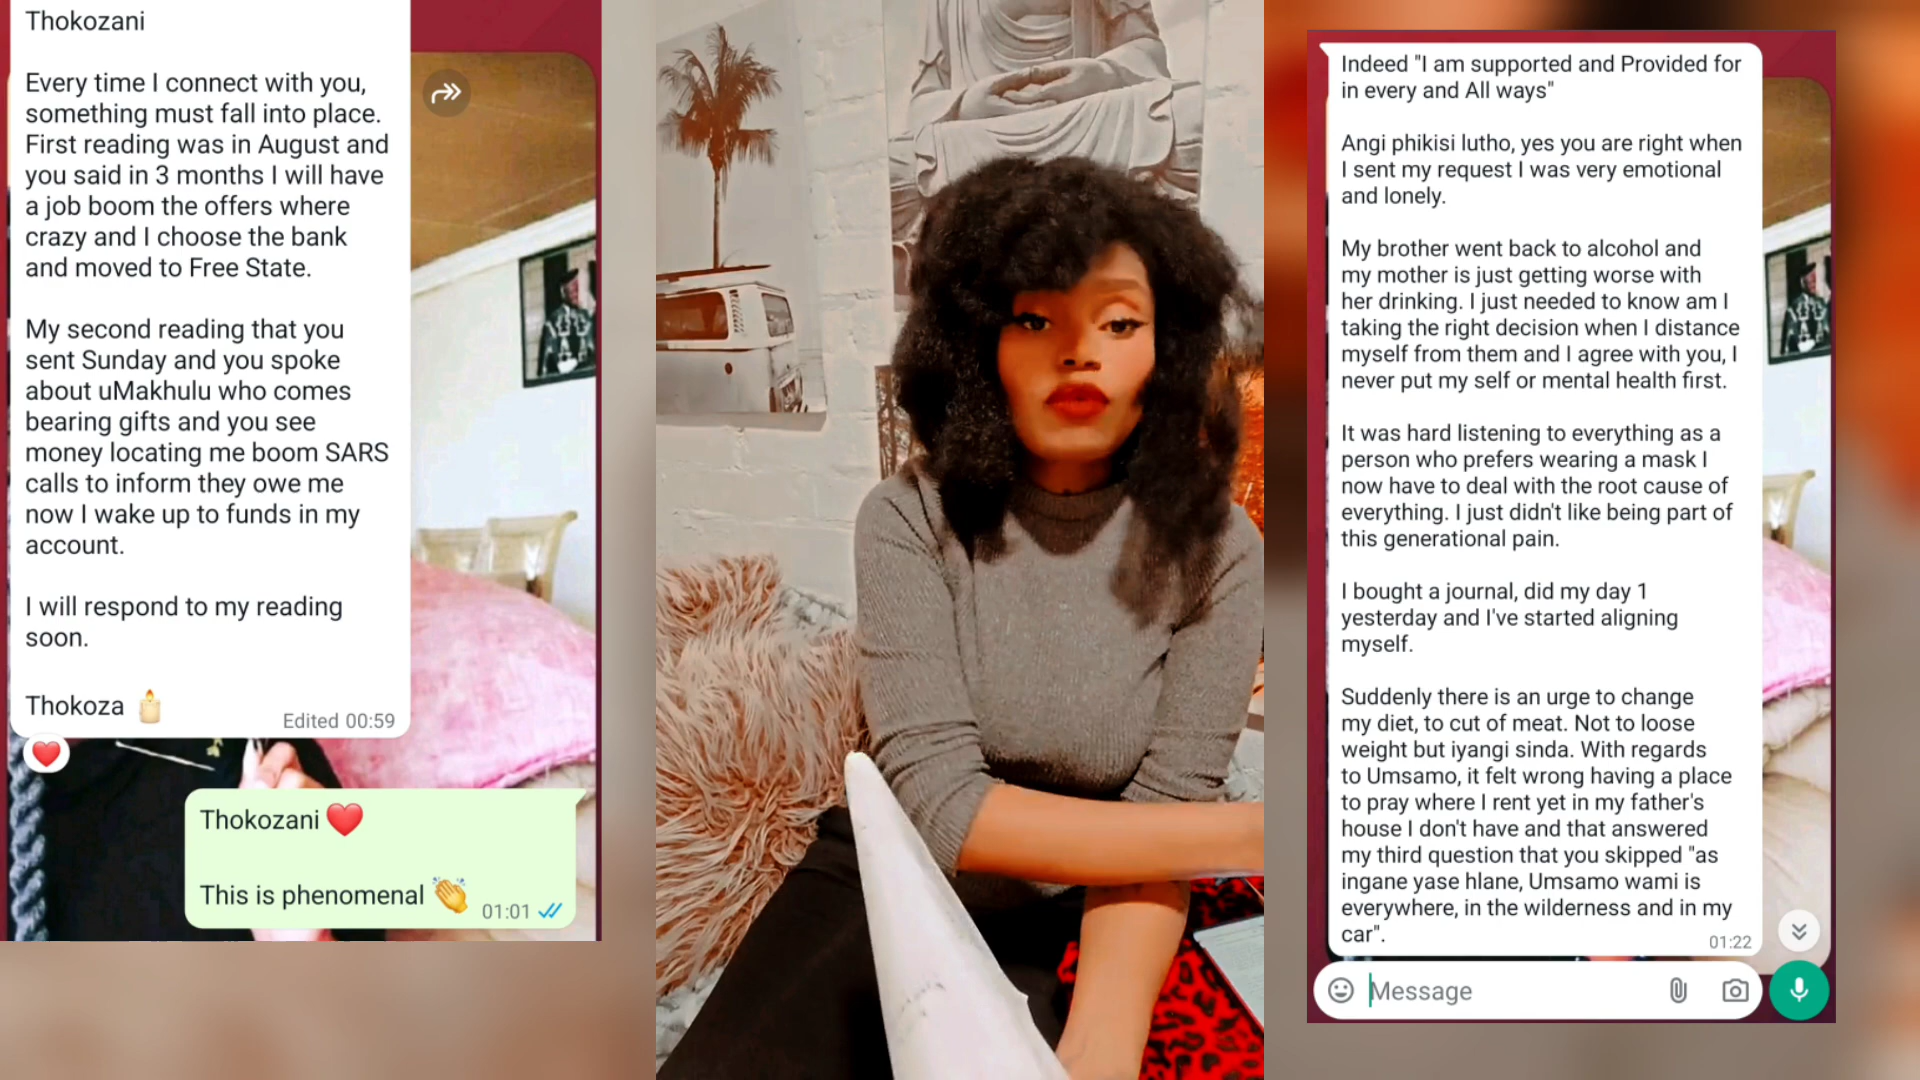 Thokozani
Every time I connect with you,
something must fall into place.
First reading was in August and
you said in 3 months I will have
a job boom the offers where
crazy and I choose the bank
and moved to Free State.
My second reading that you
sent Sunday and you spoke
about uMakhulu who comes
bearing gifts and you see
money locating me boom SARS
calls to inform they owe me
now I wake up to funds in my
account.
I will respond to my reading
soon.
Thokoza 🕯️
Edited 00:59
Thokozani ❤️
This is phenomenal 👏
01:01
Indeed "I am supported and Provided for
in every and All ways"
Angi phikisi lutho, yes you are right when
I sent my request I was very emotional
and lonely.
My brother went back to alcohol and
my mother is just getting worse with
her drinking. I just needed to know am I
taking the right decision when I distance
myself from them and I agree with you, I
never put my self or mental health first.
It was hard listening to everything as a
person who prefers wearing a mask I
now have to deal with the root cause of
everything. I just didn't like being part of
this generational pain.
I bought a journal, did my day 1
yesterday and I've started aligning
myself.
Suddenly there is an urge to change
my diet, to cut of meat. Not to loose
weight but iyangi sinda. With regards
to Umsamo, it felt wrong having a place
to pray where I rent yet in my father's
house I don't have and that answered
my third question that you skipped "as
ingane yase hlane, Umsamo wami is
everywhere, in the wilderness and in my
car".
01:22
Message